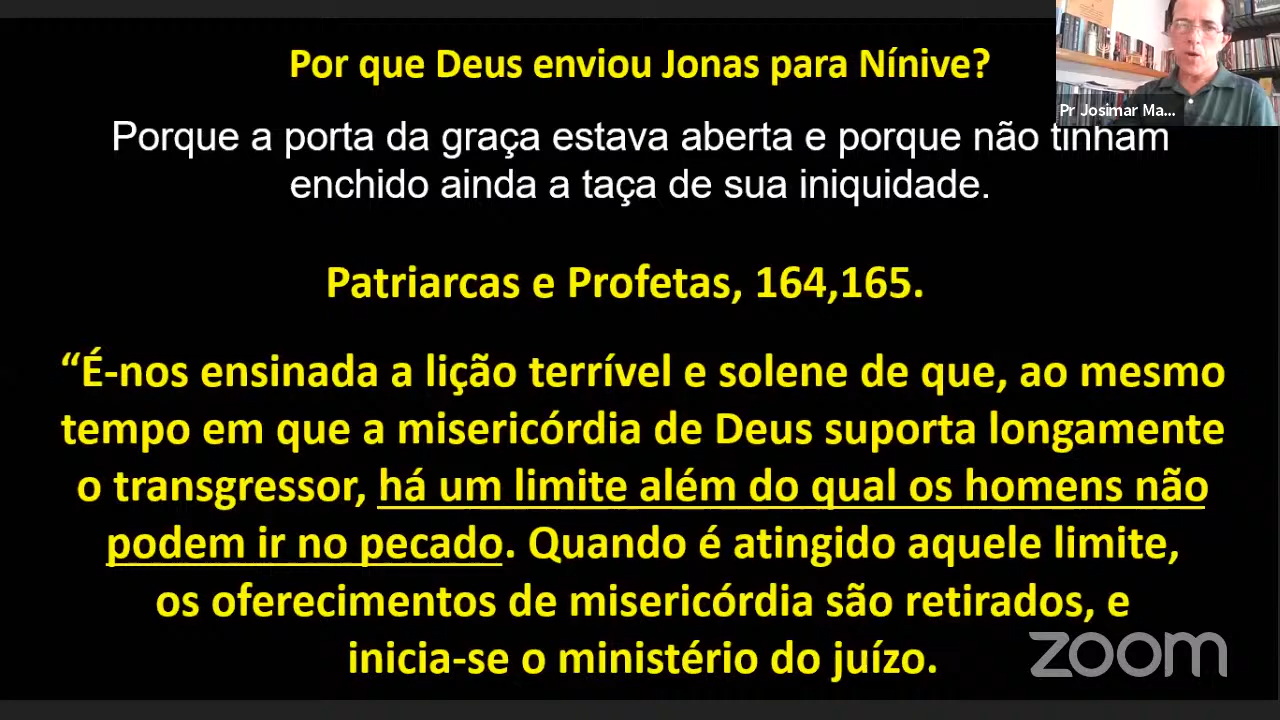 Por que Deus enviou Jonas para Nínive?
Pr Josimar Ma...
Porque a porta da graça estava aberta e porque não tinham
enchido ainda a taça de sua iniquidade.
Patriarcas e Profetas, 164,165.
“É-nos ensinada a lição terrível e solene de que, ao mesmo
tempo em que a misericórdia de Deus suporta longamente
o transgressor, há um limite além do qual os homens não
podem ir no pecado. Quando é atingido aquele limite,
os oferecimentos de misericórdia são retirados, e
inicia-se o ministério do juízo.
zoom